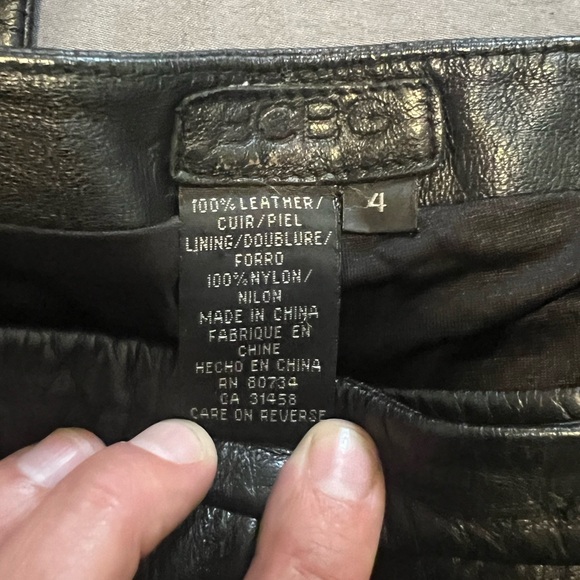 BCBG
4
100% LEATHER/
CUIR/PIEL
LINING/DOUBLURE/
FORRO
100% NYLON/
NILON
MADE IN CHINA
FABRIQUE EN
CHINE
HECHO EN CHINA
RN 80734
CA 31458
CARE ON REVERSE